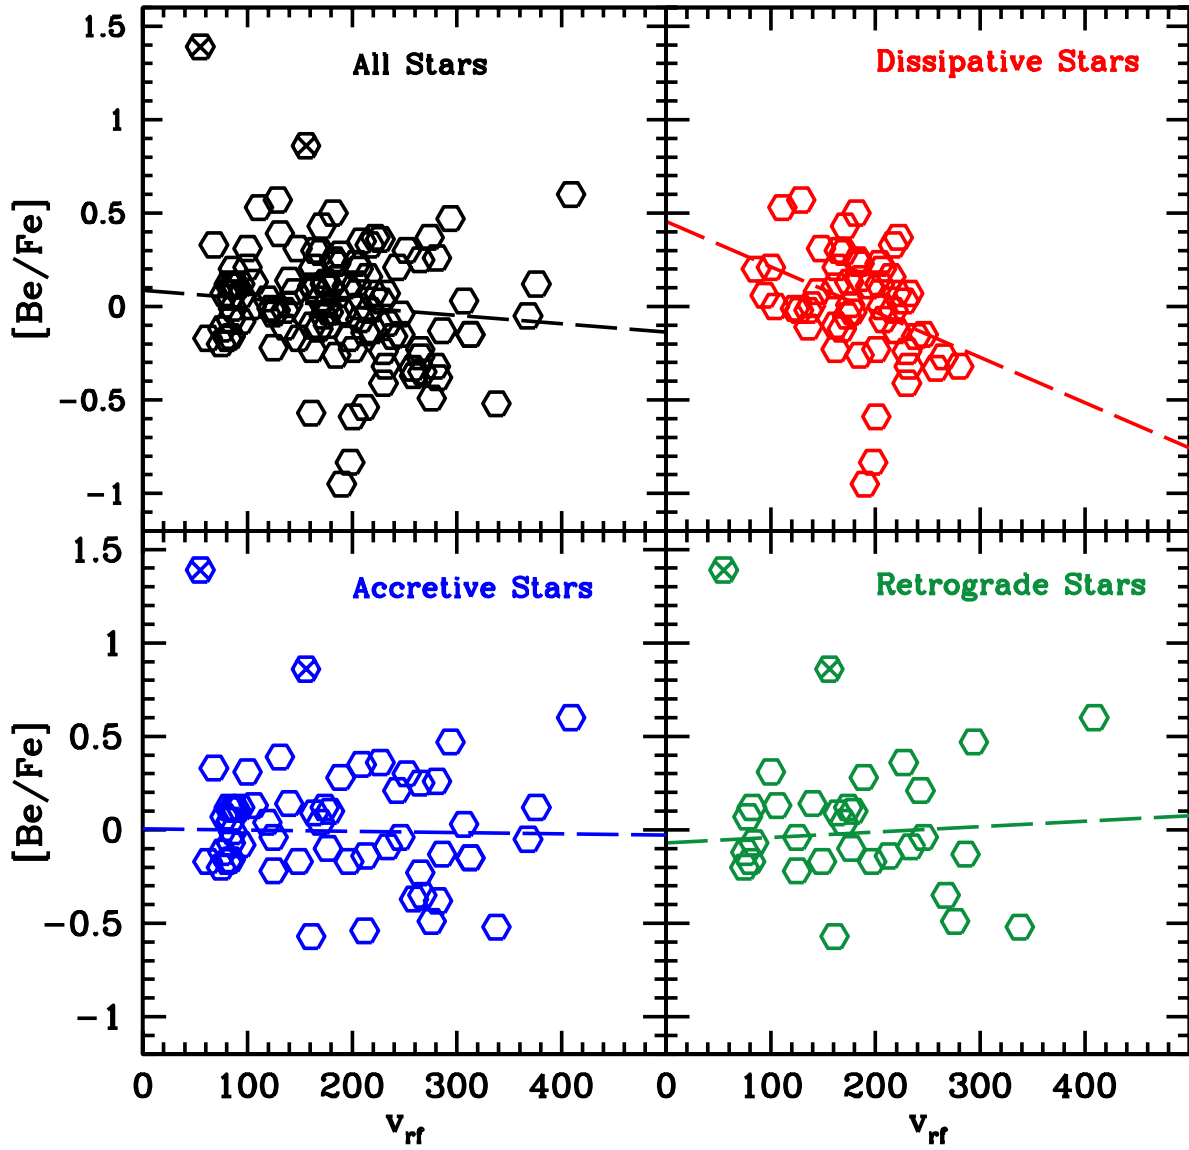 1.5
All Stars
Dissipative Stars
1
0.5
[Be/Fe]
0
−0.5
−1
1.5
Accretive Stars
Retrograde Stars
1
0.5
[Be/Fe]
0
−0.5
−1
0 100 200 300 400
100 200 300 400
v_rf
v_rf